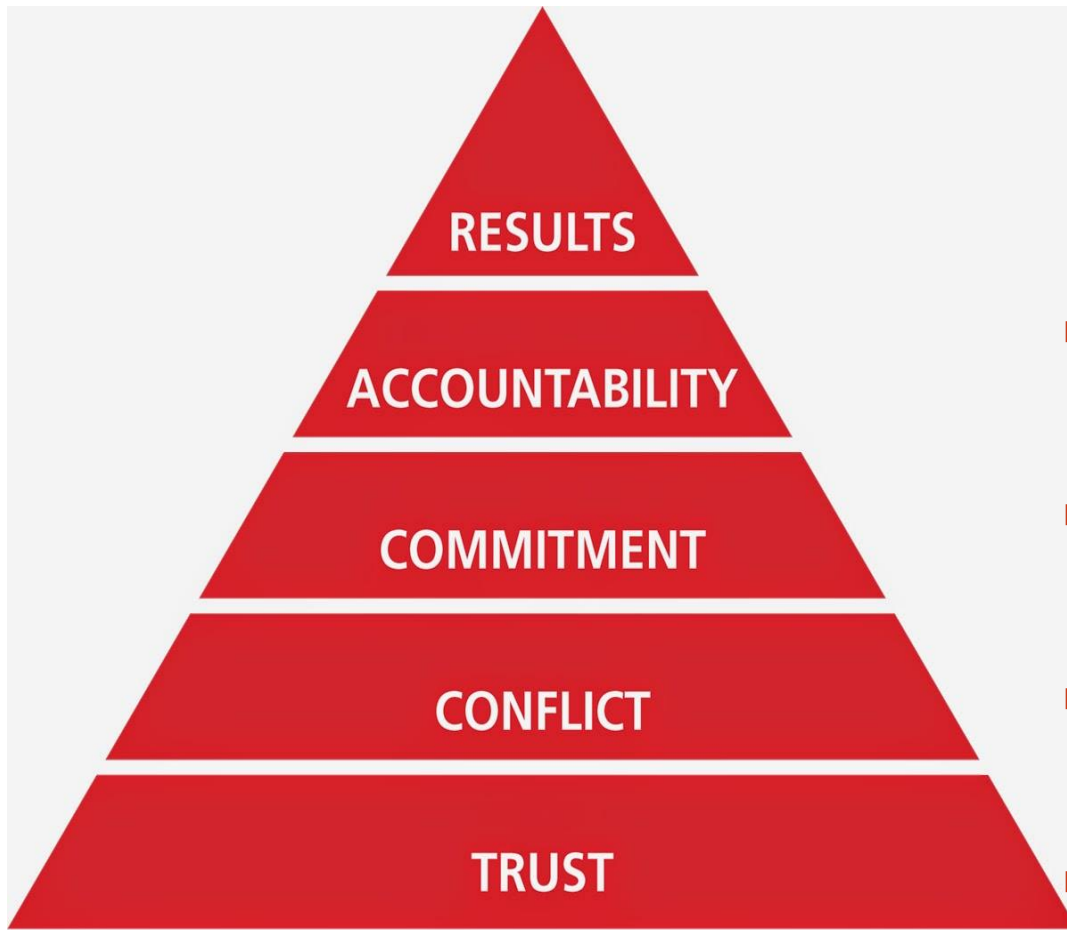 RESULTS
ACCOUNTABILITY
COMMITMENT
CONFLICT
TRUST